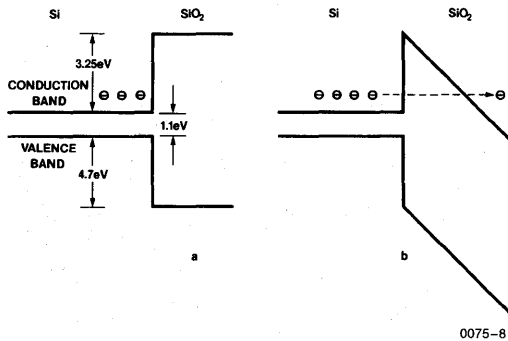 Si SiO₂ Si SiO₂
3.25eV
CONDUCTION
BAND
1.1eV
VALENCE
BAND
4.7eV
a b
0075-8